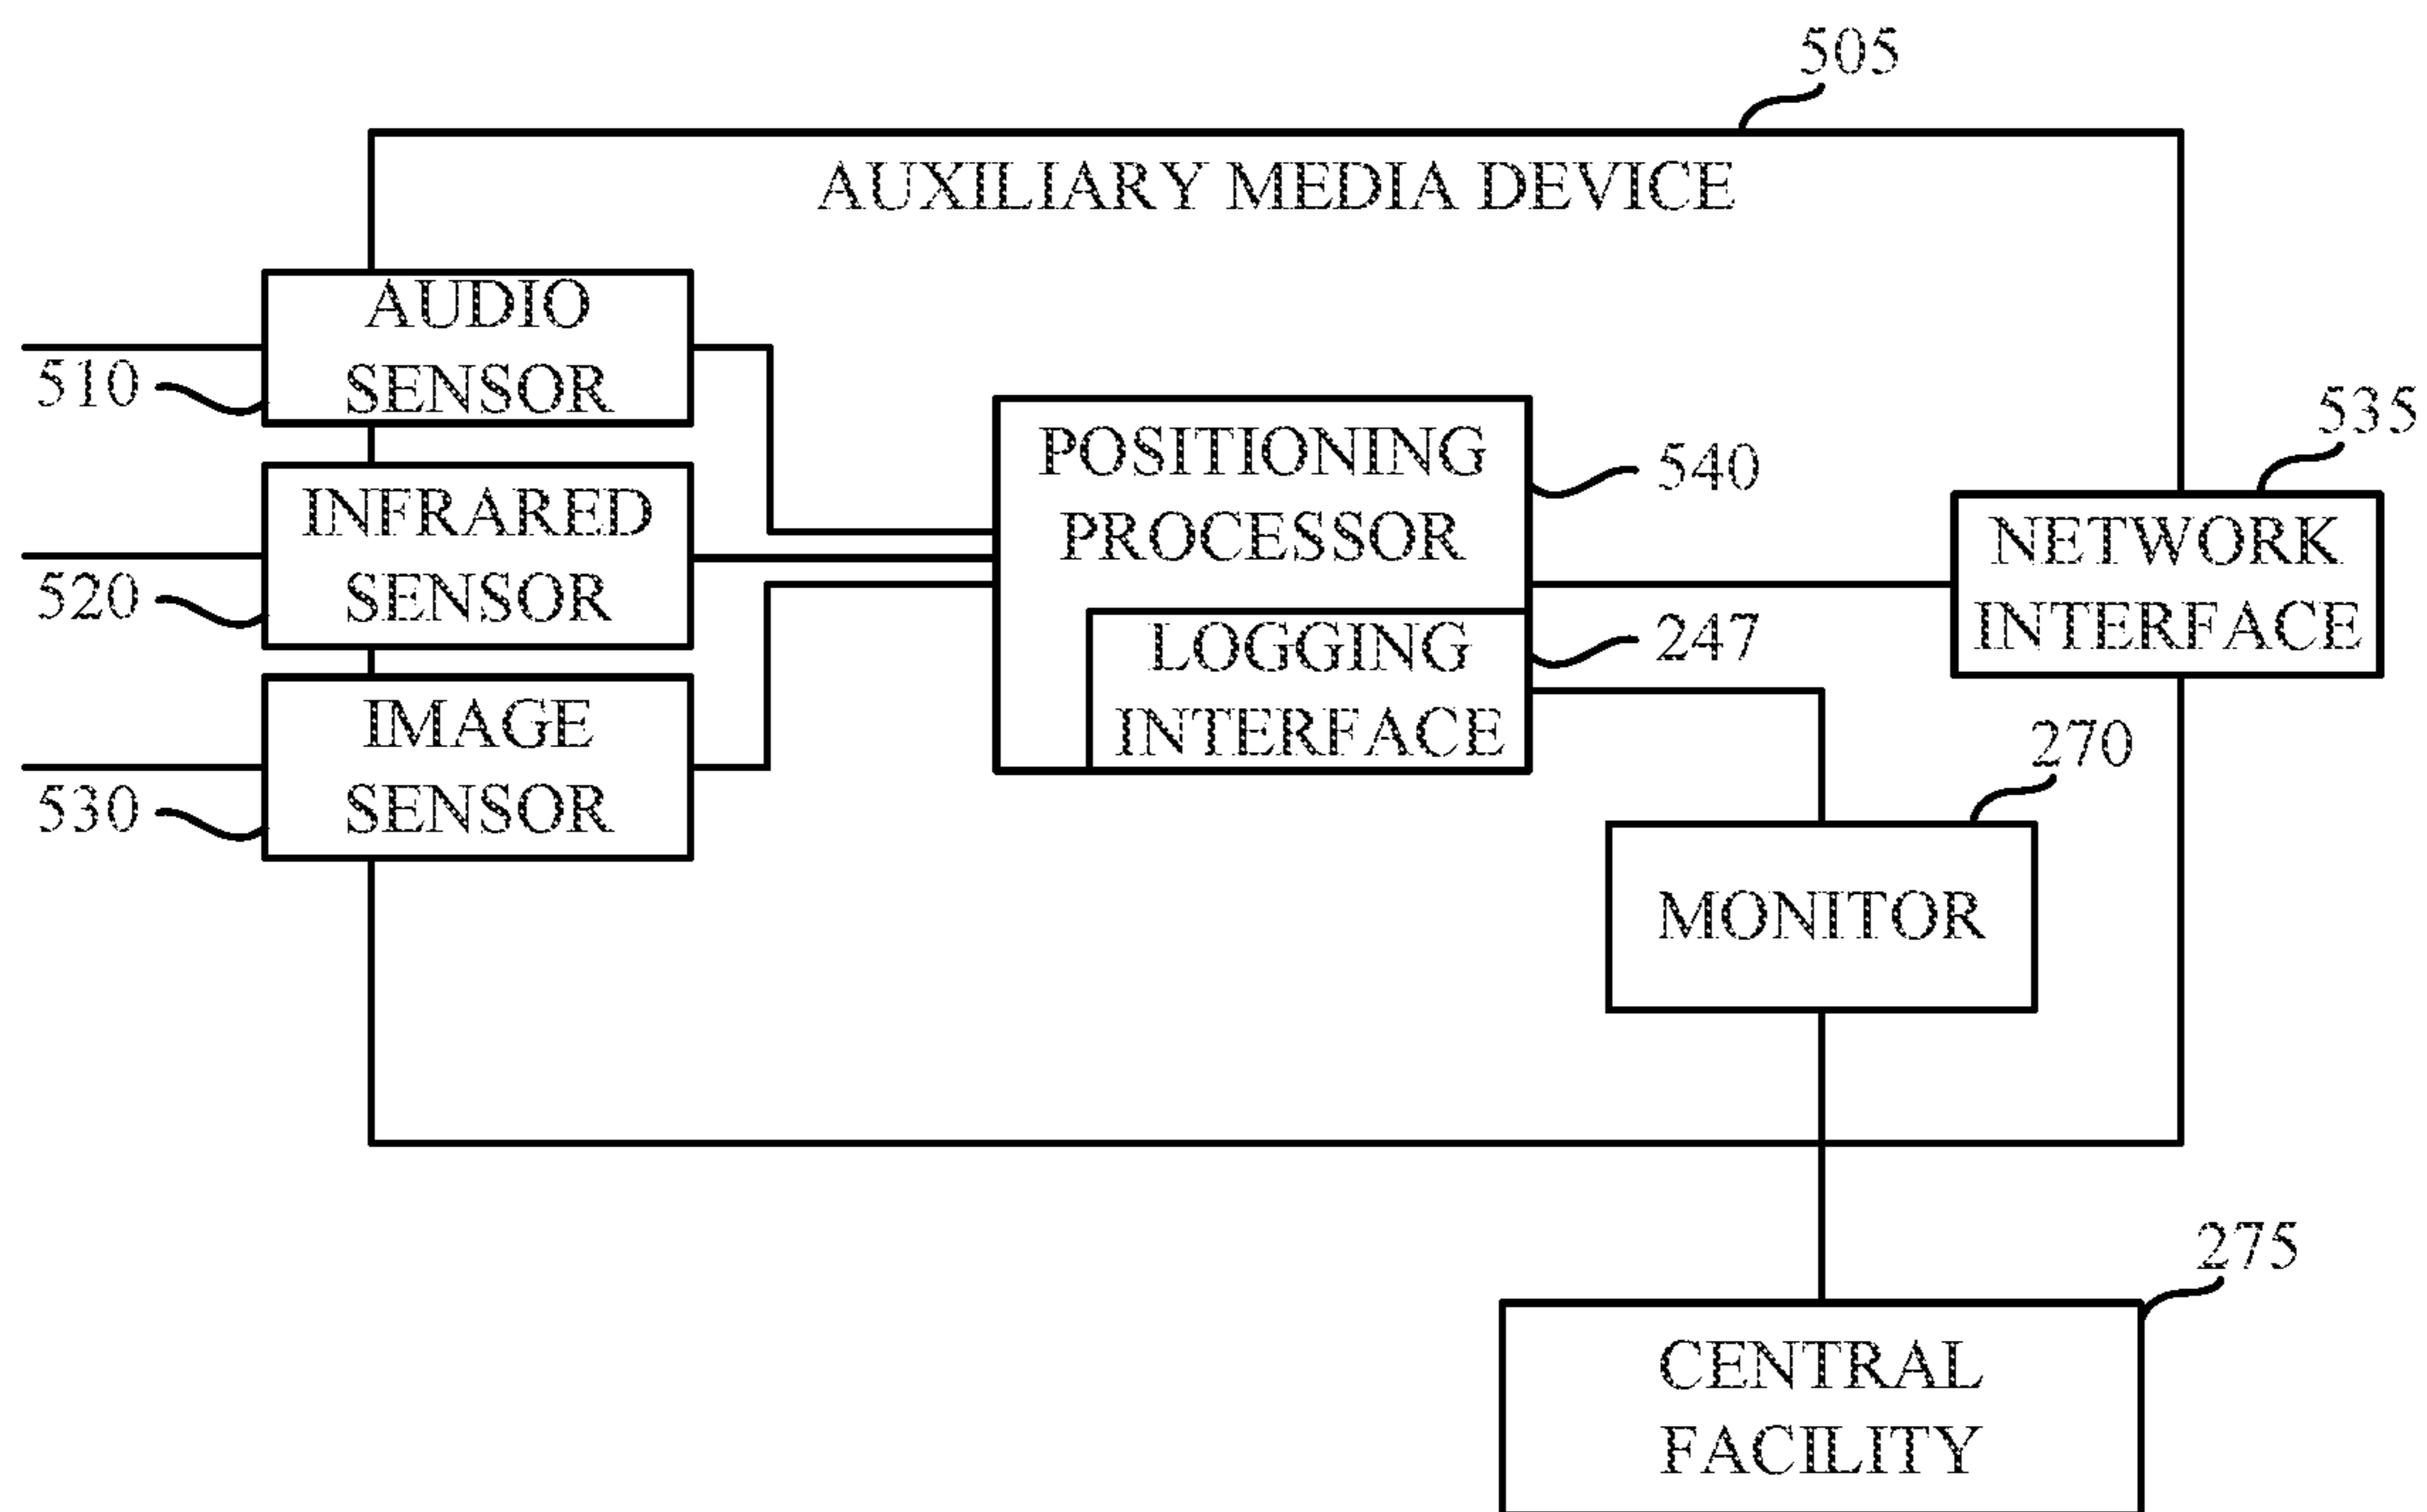 505
AUXILIARY MEDIA DEVICE
AUDIO
SENSOR
510
INFRARED
SENSOR
520
IMAGE
SENSOR
530
POSITIONING
PROCESSOR
540
LOGGING
INTERFACE
247
535
NETWORK
INTERFACE
270
MONITOR
275
CENTRAL
FACILITY